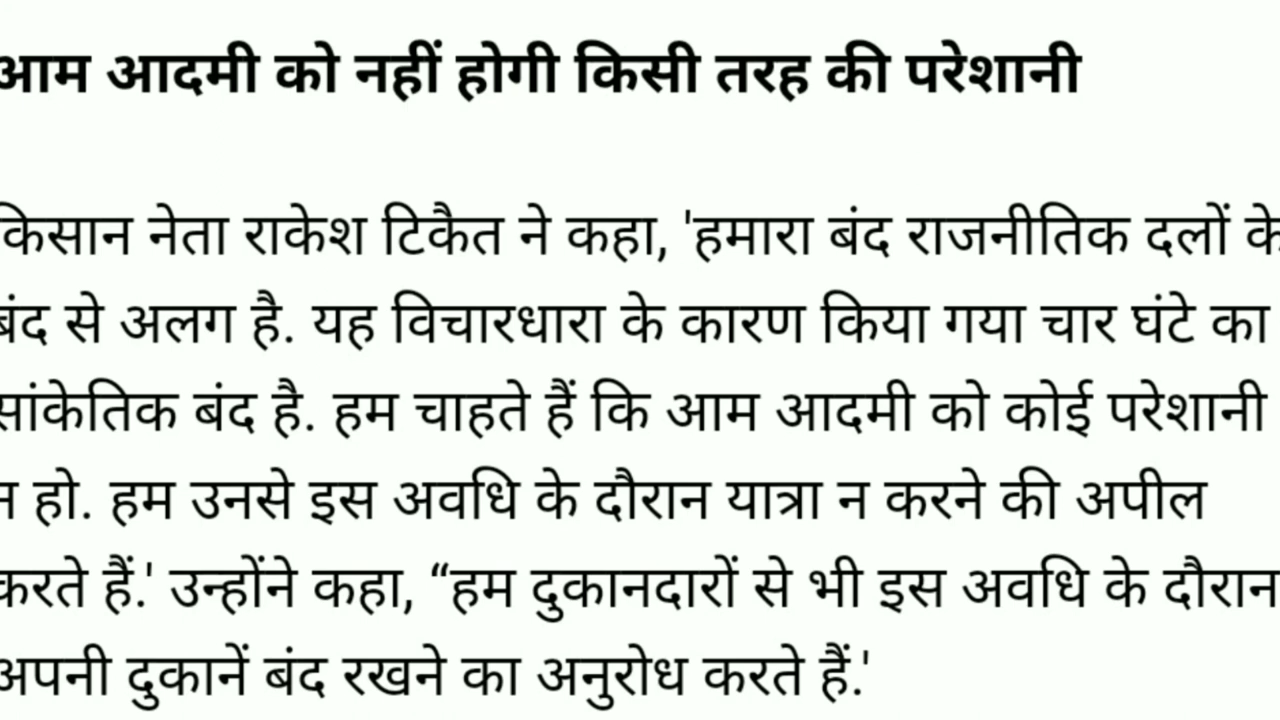 आम आदमी को नहीं होगी किसी तरह की परेशानी
किसान नेता राकेश टिकैत ने कहा, 'हमारा बंद राजनीतिक दलों के
बंद से अलग है. यह विचारधारा के कारण किया गया चार घंटे का
सांकेतिक बंद है. हम चाहते हैं कि आम आदमी को कोई परेशानी
न हो. हम उनसे इस अवधि के दौरान यात्रा न करने की अपील
करते हैं.' उन्होंने कहा, “हम दुकानदारों से भी इस अवधि के दौरान
अपनी दुकानें बंद रखने का अनुरोध करते हैं.'